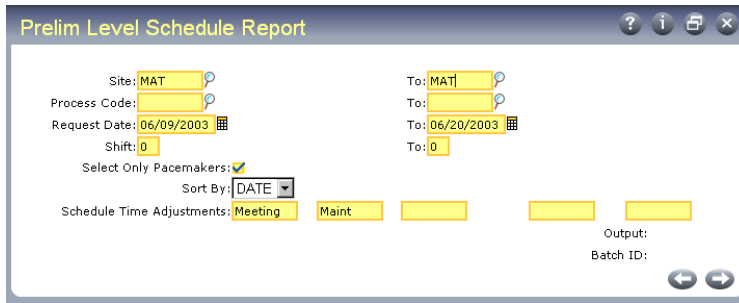 Prelim Level Schedule Report
Site: MAT To: MAT
Process Code: To:
Request Date: 06/09/2003 To: 06/20/2003
Shift: 0 To: 0
Select Only Pacemakers:
Sort By: DATE
Schedule Time Adjustments: Meeting Maint
Output:
Batch ID: